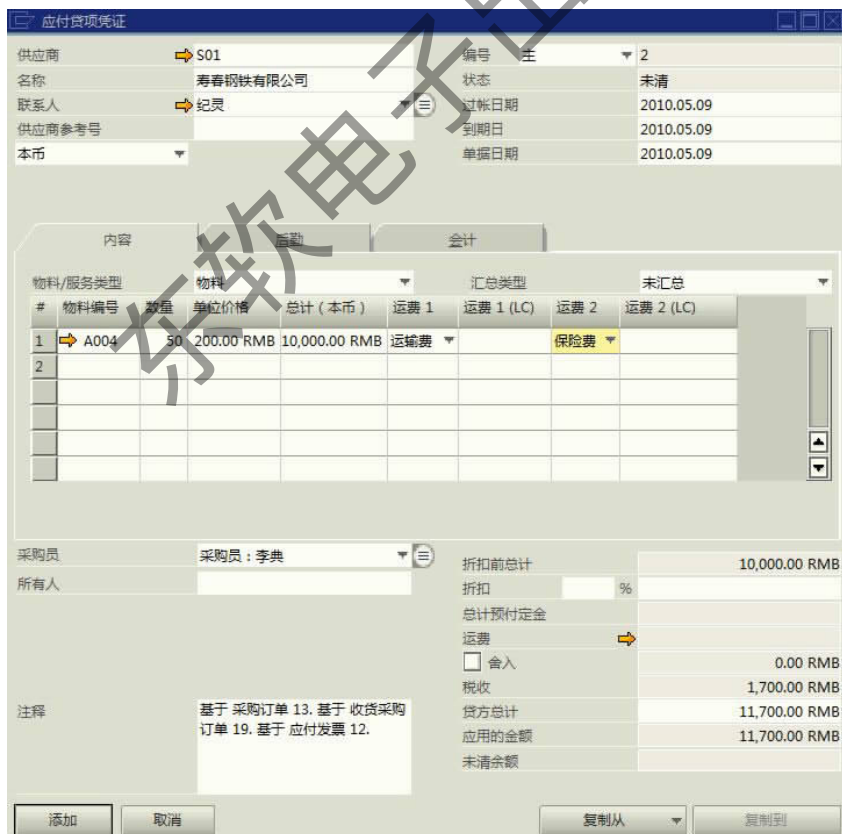 应付贷项凭证
供应商 S01 编号 主 2
名称 寿春钢铁有限公司 状态 未清
联系人 纪灵 过帐日期 2010.05.09
供应商参考号 到期日 2010.05.09
本币 单据日期 2010.05.09
内容 后勤 会计
物料/服务类型 物料 汇总类型 未汇总
# 物料编号 数量 单位价格 总计 ( 本币 ) 运费 1 运费 1 (LC) 运费 2 运费 2 (LC)
1 A004 50 200.00 RMB 10,000.00 RMB 运输费 保险费
2
采购员 采购员 : 李典 折扣前总计 10,000.00 RMB
所有人 折扣 %
总计预付定金
运费
舍入 0.00 RMB
税收 1,700.00 RMB
注释 基于 采购订单 13. 基于 收货采购 贷方总计 11,700.00 RMB
订单 19. 基于 应付发票 12. 应用的金额 11,700.00 RMB
未清余额
添加 取消 复制从 复制到
东软电子出